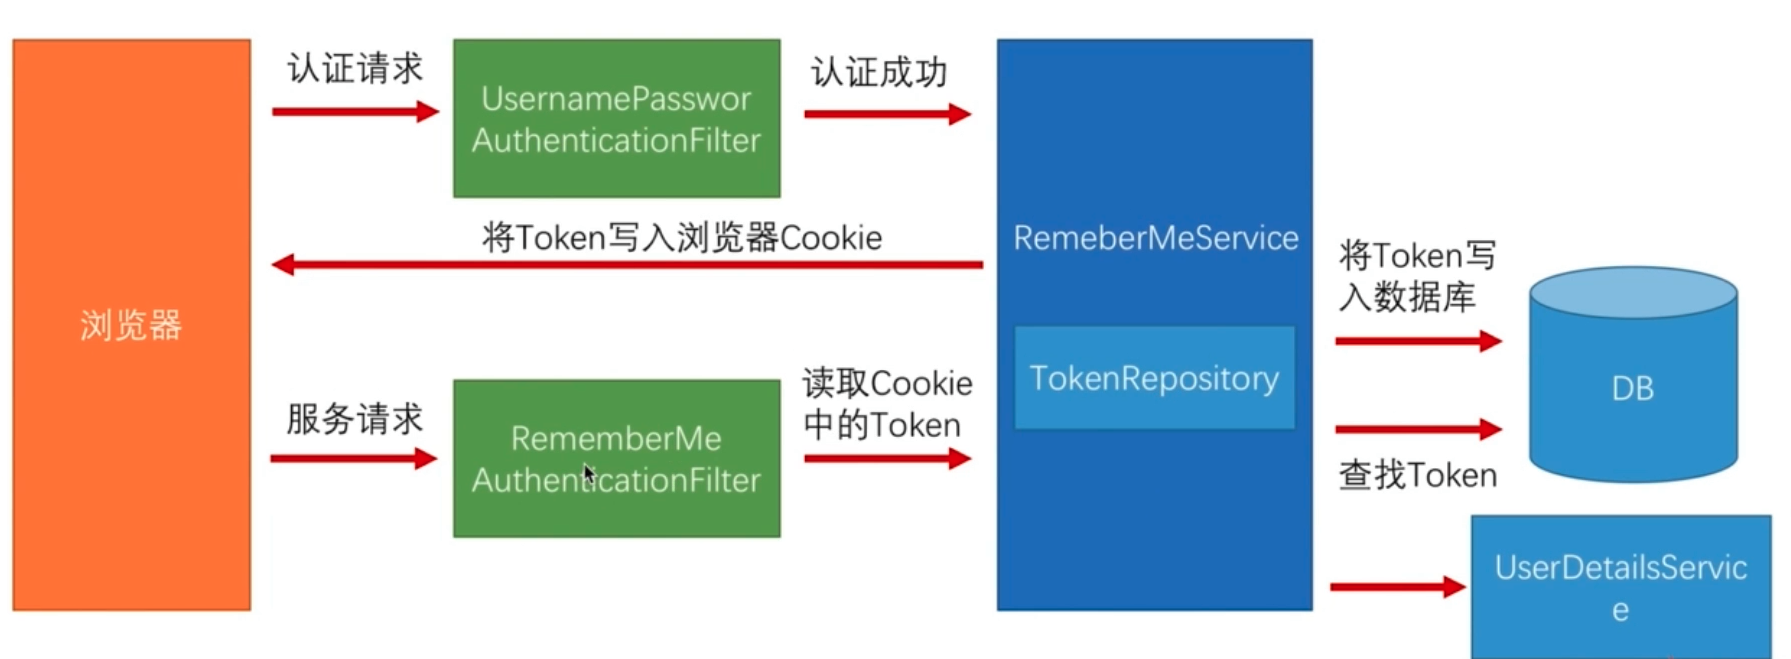 认证请求
UsernamePasswor
AuthenticationFilter
认证成功
将Token写入浏览器Cookie
RemeberMeService
将Token写
入数据库
浏览器
TokenRepository
DB
服务请求
RememberMe
AuthenticationFilter
读取Cookie
中的Token
查找Token
UserDetailsServic
e